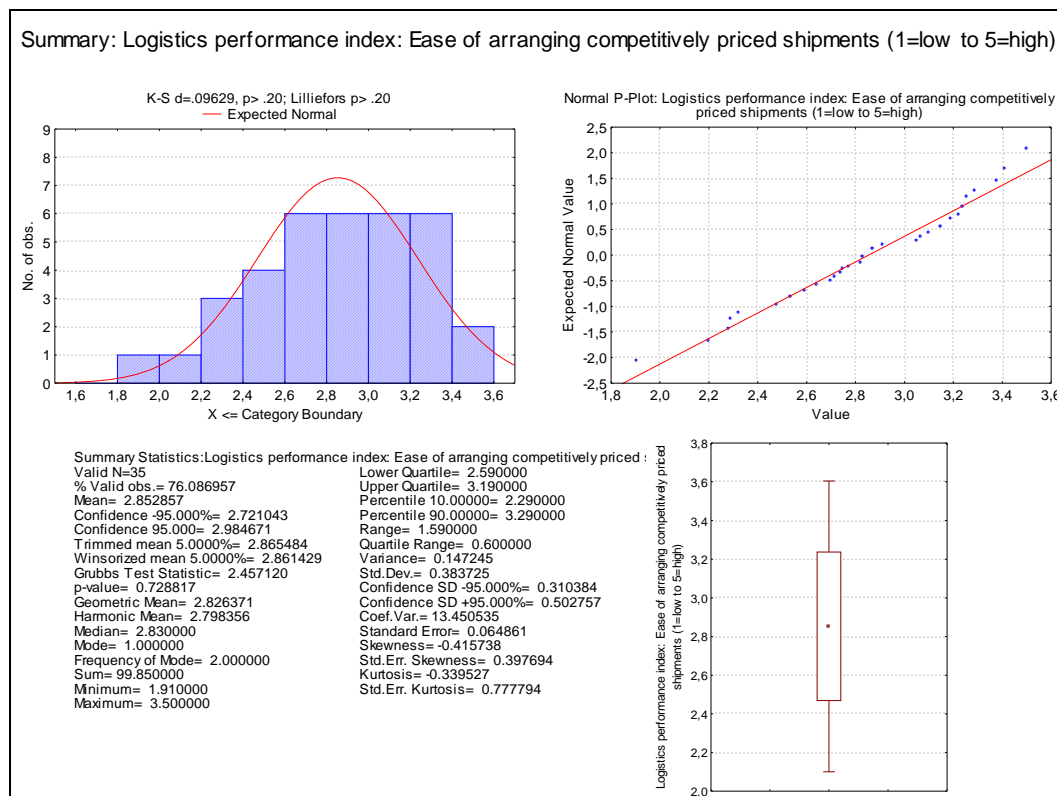 Summary: Logistics performance index: Ease of arranging competitively priced shipments (1=low to 5=high)
K-S d=.09629, p> .20; Lilliefors p> .20
Expected Normal
9
8
7
6
5
4
3
2
1
0
No. of obs.
1,6 1,8 2,0 2,2 2,4 2,6 2,8 3,0 3,2 3,4 3,6
X <= Category Boundary
Normal P-Plot: Logistics performance index: Ease of arranging competitively
priced shipments (1=low to 5=high)
2,5
2,0
1,5
1,0
0,5
0,0
-0,5
-1,0
-1,5
-2,0
-2,5
Expected Normal Value
1,8 2,0 2,2 2,4 2,6 2,8 3,0 3,2 3,4 3,6
Value
Summary Statistics:Logistics performance index: Ease of arranging competitively priced
Valid N=35
% Valid obs.= 76.086957
Mean= 2.852857
Confidence -95.000%= 2.721043
Confidence 95.000= 2.984671
Trimmed mean 5.0000%= 2.865484
Winsorized mean 5.0000%= 2.861429
Grubbs Test Statistic= 2.457120
p-value= 0.728817
Geometric Mean= 2.826371
Harmonic Mean= 2.798356
Median= 2.830000
Mode= 1.000000
Frequency of Mode= 2.000000
Sum= 99.850000
Minimum= 1.910000
Maximum= 3.500000
Lower Quartile= 2.590000
Upper Quartile= 3.190000
Percentile 10.00000= 2.290000
Percentile 90.00000= 3.290000
Range= 1.590000
Quartile Range= 0.600000
Variance= 0.147245
Std.Dev.= 0.383725
Confidence SD -95.000%= 0.310384
Confidence SD +95.000%= 0.502757
Coef.Var.= 13.450535
Standard Error= 0.064861
Skewness= -0.415738
Std.Err. Skewness= 0.397694
Kurtosis= -0.339527
Std.Err. Kurtosis= 0.777794
Logistics performance index: Ease of arranging competitively priced
shipments (1=low to 5=high)
3,8
3,6
3,4
3,2
3,0
2,8
2,6
2,4
2,2
2,0